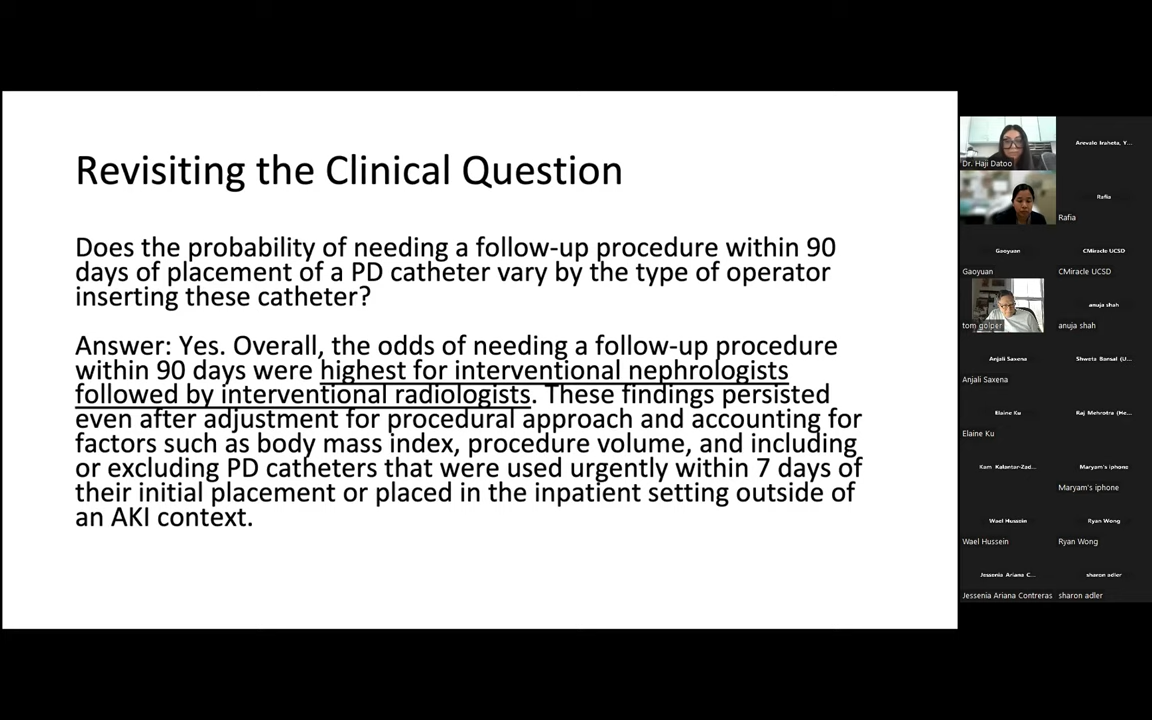 Revisiting the Clinical Question
Does the probability of needing a follow-up procedure within 90
days of placement of a PD catheter vary by the type of operator
inserting these catheter?
Answer: Yes. Overall, the odds of needing a follow-up procedure
within 90 days were highest for interventional nephrologists
followed by interventional radiologists. These findings persisted
even after adjustment for procedural approach and accounting for
factors such as body mass index, procedure volume, and including
or excluding PD catheters that were used urgently within 7 days of
their initial placement or placed in the inpatient setting outside of
an AKI context.
Dr. Haji Datoo
Arevalo Iraheta, Y...
Rafia
Rafia
Gaoyuan
CMiracle UCSD
Gaoyuan
CMiracle UCSD
anuja shah
tom golper
anuja shah
Anjali Saxena
Shweta Bansal (U...
Anjali Saxena
Elaine Ku
Raj Mehrotra (He...
Elaine Ku
Kam Kalantar-Zad...
Maryam's iphone
Maryam's iphone
Wael Hussein
Ryan Wong
Wael Hussein
Ryan Wong
Jessenia Ariana C...
sharon adler
Jessenia Ariana Contreras
sharon adler